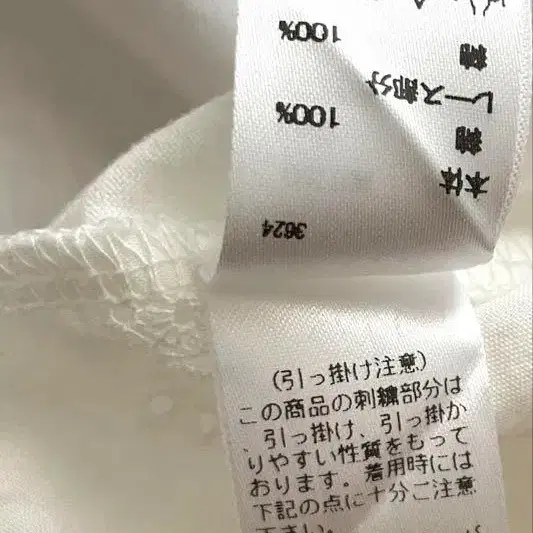 3624
本体
綿 100%
レース部分
綿 100%
(引っ掛け注意)
この商品の刺繍部分は
、引っ掛け、引っ掛か
りやすい性質をもって
おります。着用時には
下記の点に十分ご注意
下さい。